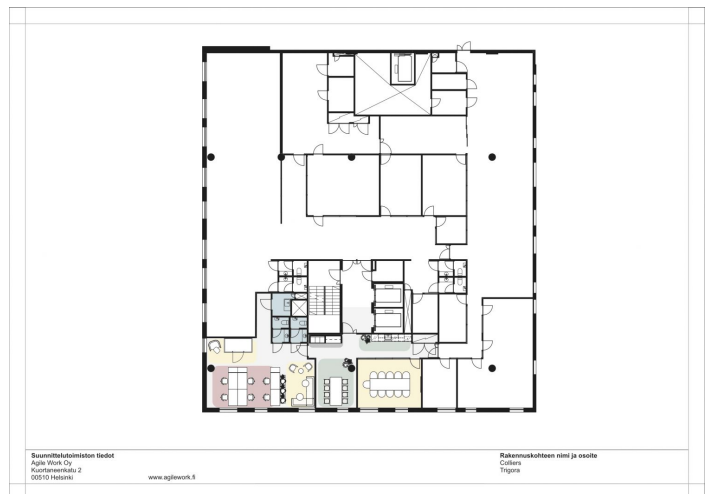 Suunnittelutoimiston tiedot
Agile Work Oy
Kuortaneenkatu 2
00510 Helsinki
www.agilework.fi
Rakennuskohteen nimi ja osoite
Colliers
Trigora